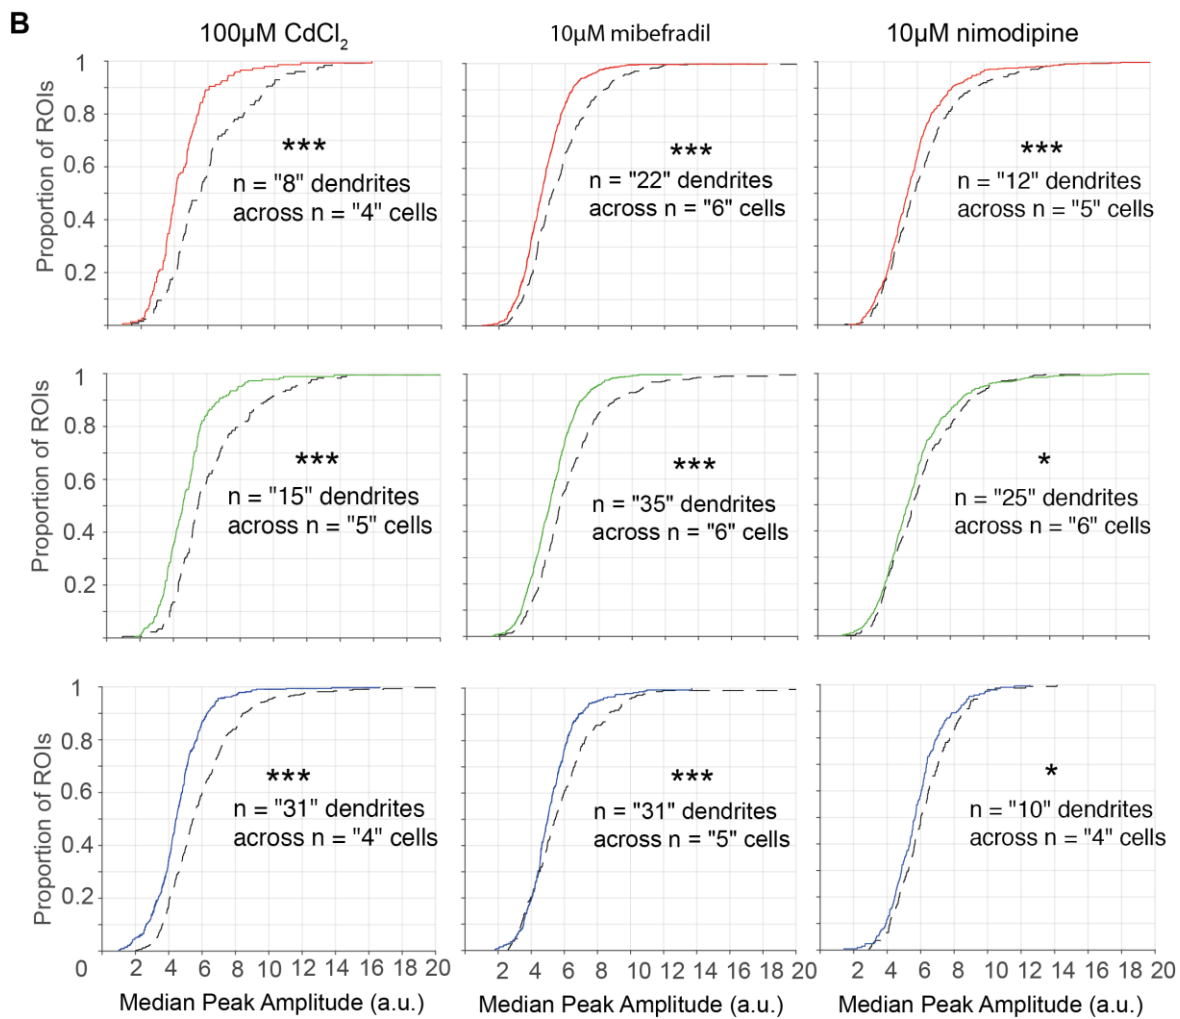 B
100µM CdCl2
10µM mibefradil
10µM nimodipine
Proportion of ROIs
1
0.8
0.6
0.4
0.2
***
n = "8" dendrites
across n = "4" cells
***
n = "22" dendrites
across n = "6" cells
***
n = "12" dendrites
across n = "5" cells
Proportion of ROIs
1
0.8
0.6
0.4
0.2
***
n = "15" dendrites
across n = "5" cells
***
n = "35" dendrites
across n = "6" cells
*
n = "25" dendrites
across n = "6" cells
Proportion of ROIs
1
0.8
0.6
0.4
0.2
0
***
n = "31" dendrites
across n = "4" cells
***
n = "31" dendrites
across n = "5" cells
*
n = "10" dendrites
across n = "4" cells
2 4 6 8 10 12 14 16 18 20
2 4 6 8 10 12 14 16 18 20
2 4 6 8 10 12 14 16 18 20
Median Peak Amplitude (a.u.)
Median Peak Amplitude (a.u.)
Median Peak Amplitude (a.u.)